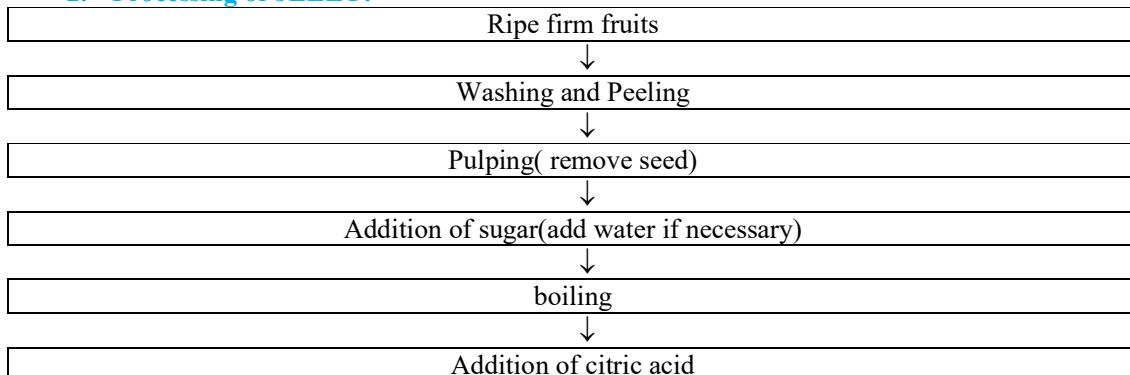 Ripe firm fruits
↓
Washing and Peeling
↓
Pulping( remove seed)
↓
Addition of sugar(add water if necessary)
↓
boiling
↓
Addition of citric acid